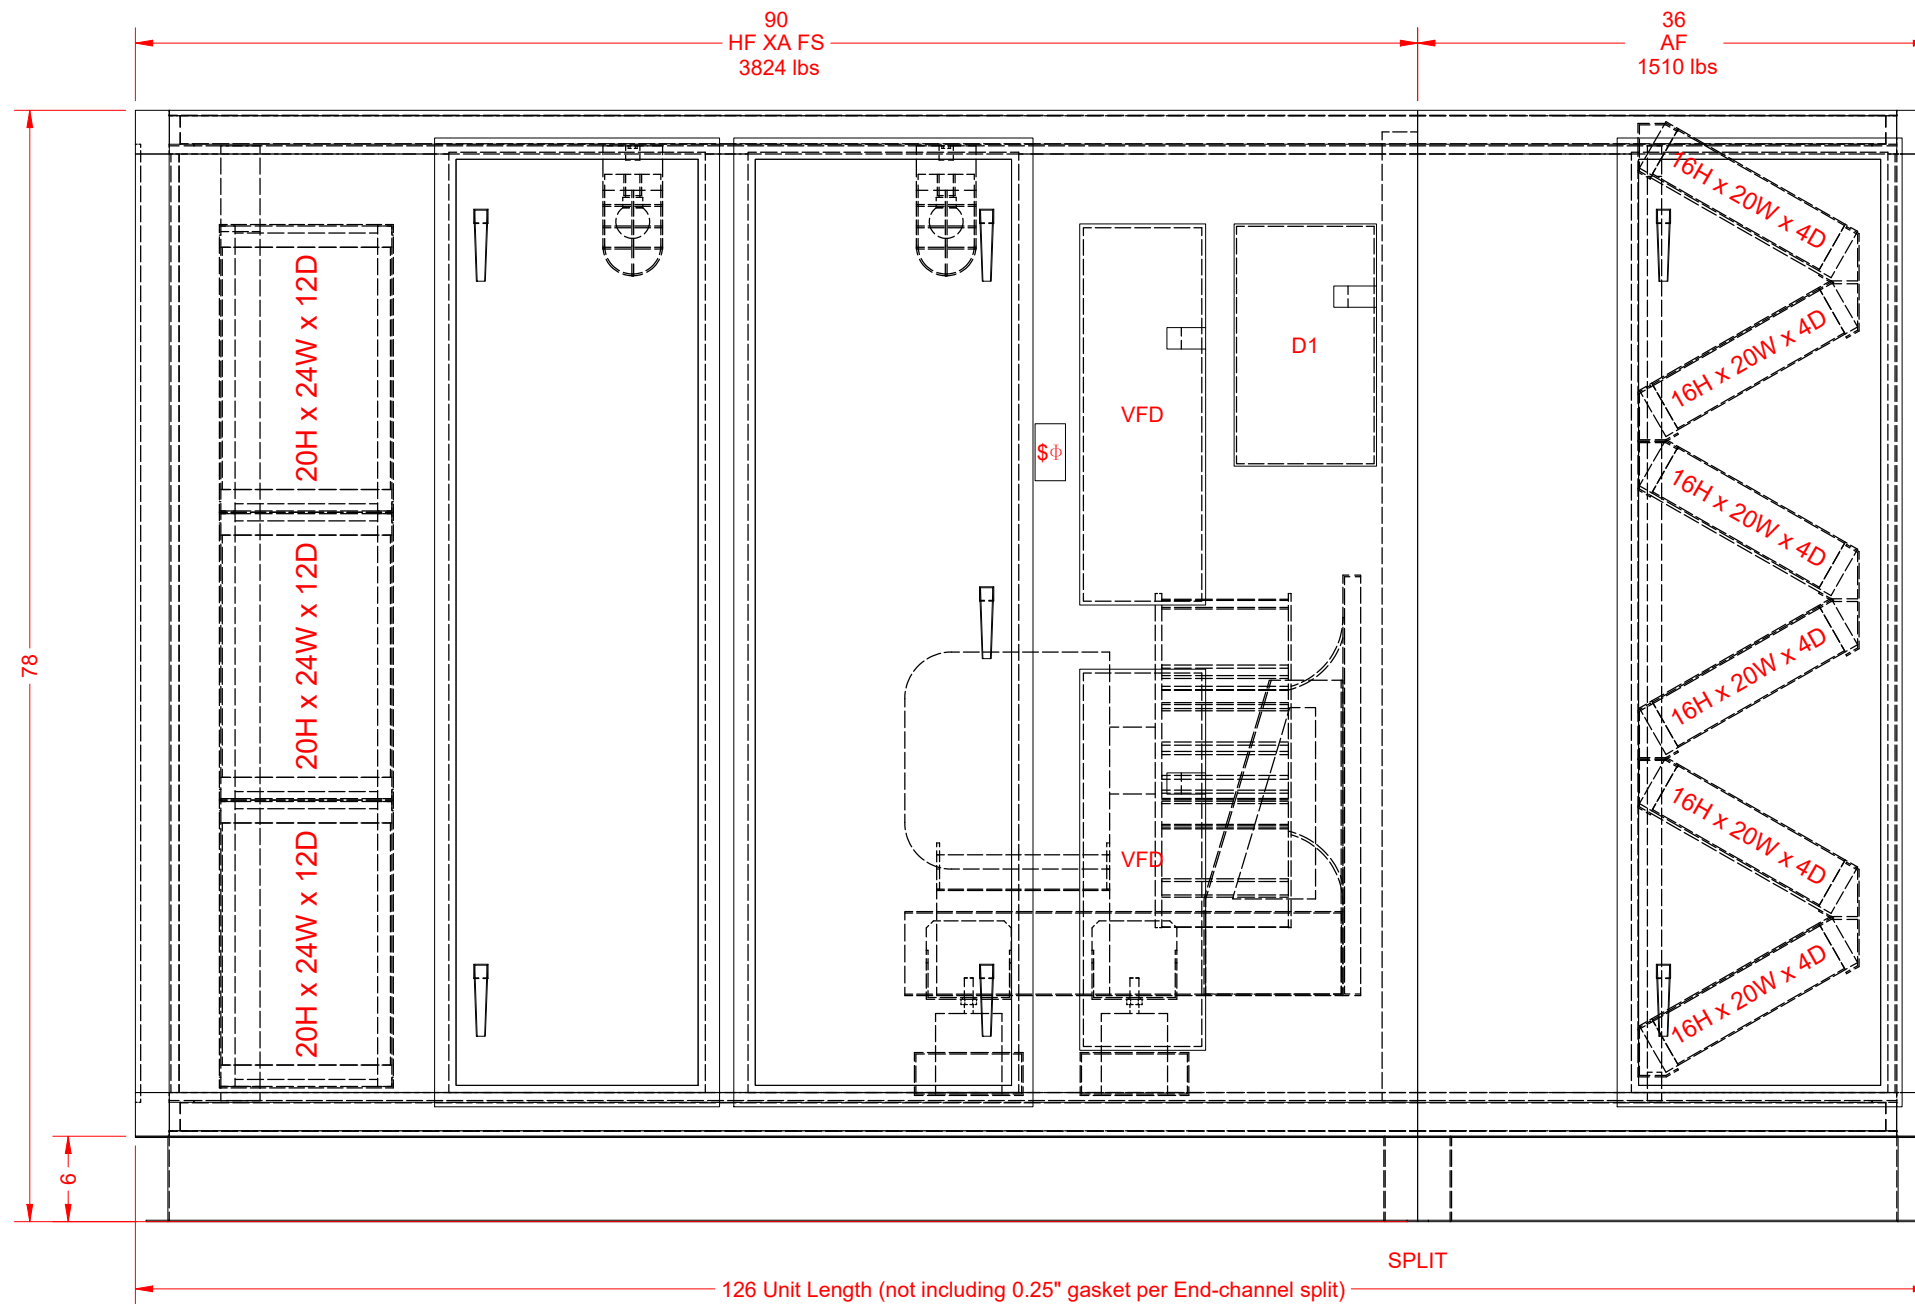 90
HF XA FS
3824 lbs
36
AF
1510 lbs
16H x 20W x 4D
20H x 24W x 12D
D1
16H x 20W x 4D
VFD
$Φ
16H x 20W x 4D
20H x 24W x 12D
78
16H x 20W x 4D
16H x 20W x 4D
VFD
20H x 24W x 12D
16H x 20W x 4D
6
SPLIT
126 Unit Length (not including 0.25" gasket per End-channel split)